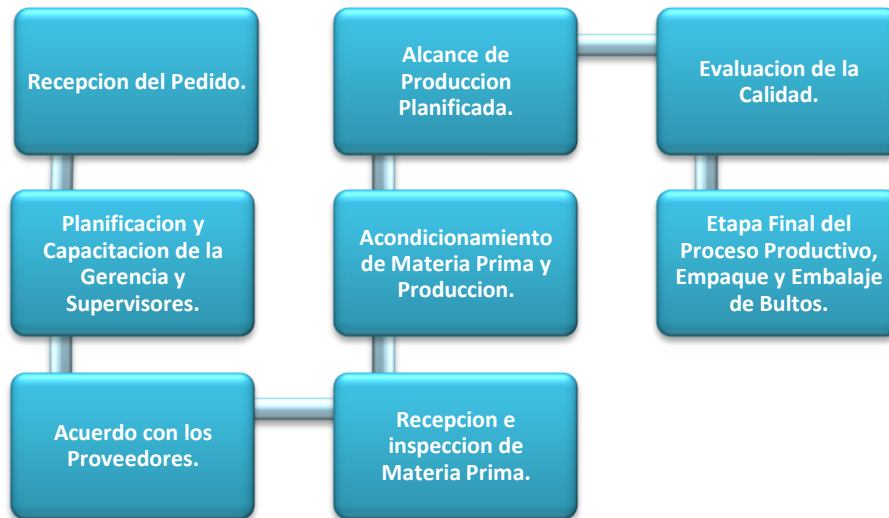 Recepcion del Pedido.
Planificacion y
Capacitacion de la
Gerencia y
Supervisores.
Acuerdo con los
Proveedores.
Recepcion e
inspeccion de
Materia Prima.
Acondicionamiento
de Materia Prima y
Produccion.
Alcance de
Produccion
Planificada.
Evaluacion de la
Calidad.
Etapa Final del
Proceso Productivo,
Empaque y Embalaje
de Bultos.